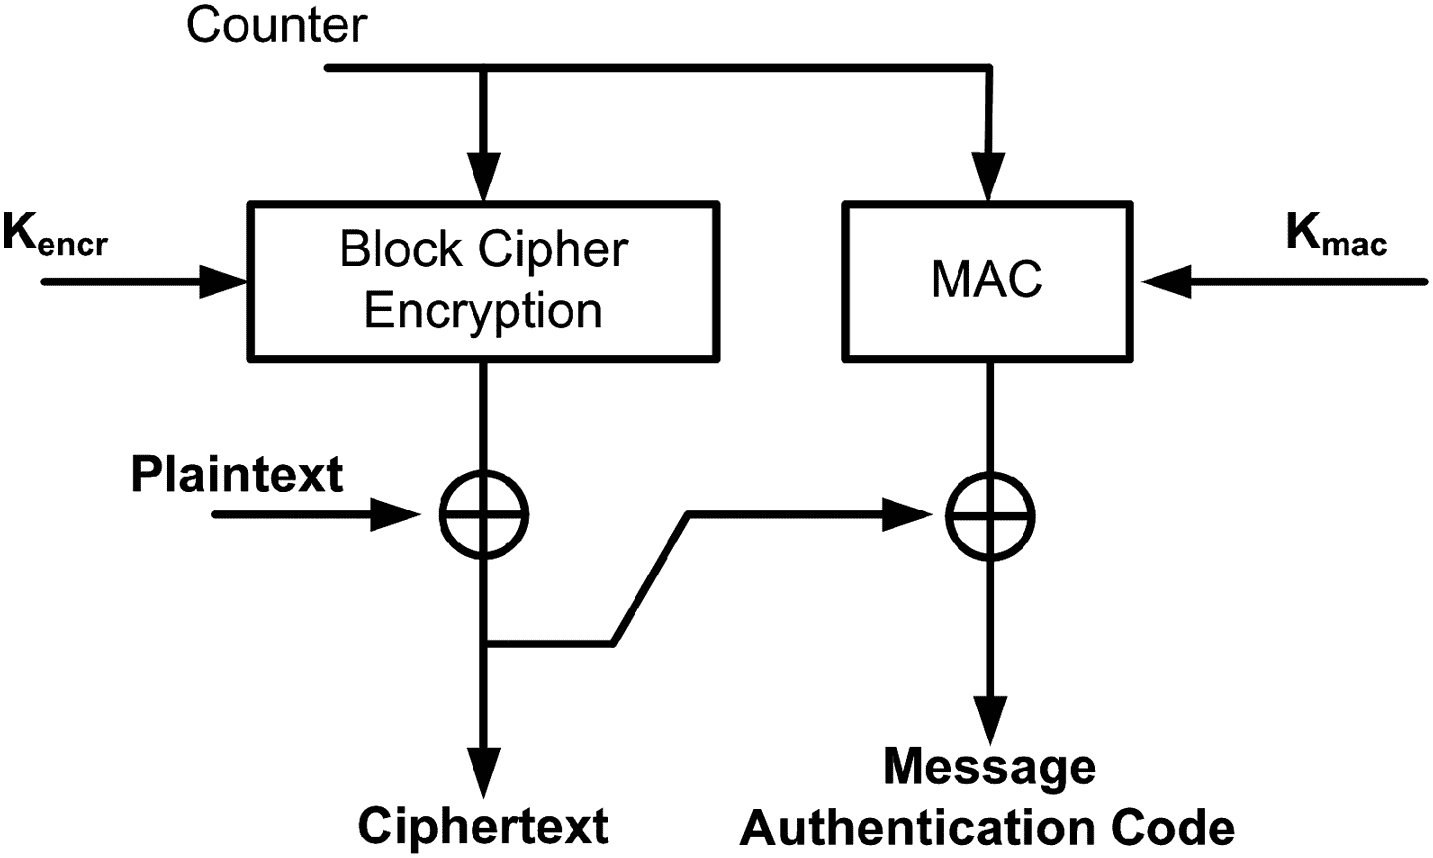 Counter
Kencr
Block Cipher
Encryption
MAC
Kmac
Plaintext
Message
Authentication Code
Ciphertext